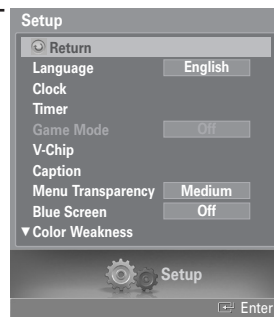 Setup
Return
Language English
Clock
Timer
Game Mode Off
V-Chip
Caption
Menu Transparency Medium
Blue Screen Off
▼ Color Weakness
Setup
Enter